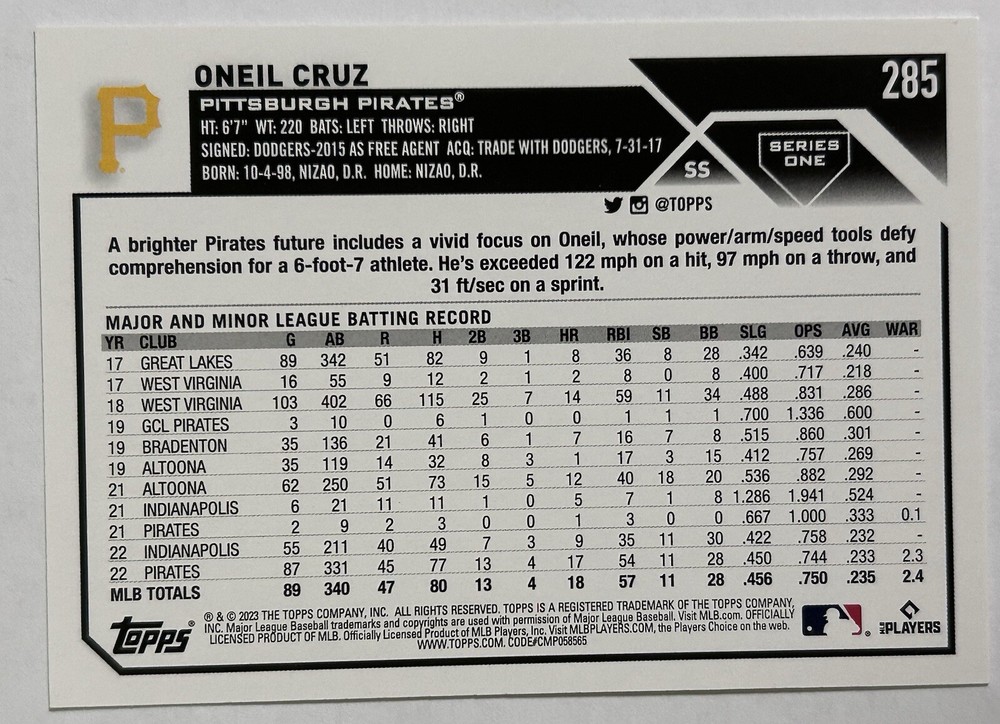 P
ONEIL CRUZ
285
PITTSBURGH PIRATES®
HT: 6'7" WT: 220 BATS: LEFT THROWS: RIGHT
SIGNED: DODGERS-2015 AS FREE AGENT ACQ: TRADE WITH DODGERS, 7-31-17
BORN: 10-4-98, NIZAO, D.R. HOME: NIZAO, D.R.
SS
SERIES
ONE
@TOPPS
A brighter Pirates future includes a vivid focus on Oneil, whose power/arm/speed tools defy
comprehension for a 6-foot-7 athlete. He's exceeded 122 mph on a hit, 97 mph on a throw, and
31 ft/sec on a sprint.
MAJOR AND MINOR LEAGUE BATTING RECORD
YR CLUB G AB R H 2B 3B HR RBI SB BB SLG OPS AVG WAR
17 GREAT LAKES 89 342 51 82 9 1 8 36 8 28 .342 .639 .240 -
17 WEST VIRGINIA 16 55 9 12 2 1 2 8 0 8 .400 .717 .218 -
18 WEST VIRGINIA 103 402 66 115 25 7 14 59 11 34 .488 .831 .286 -
19 GCL PIRATES 3 10 0 6 1 0 0 1 1 1 .700 1.336 .600 -
19 BRADENTON 35 136 21 41 6 1 7 16 7 8 .515 .860 .301 -
19 ALTOONA 35 119 14 32 8 3 1 17 3 15 .412 .757 .269 -
21 ALTOONA 62 250 51 73 15 5 12 40 18 20 .536 .882 .292 -
21 INDIANAPOLIS 6 21 11 11 1 0 5 7 1 8 1.286 1.941 .524 -
21 PIRATES 2 9 2 3 0 0 1 3 0 0 .667 1.000 .333 0.1
22 INDIANAPOLIS 55 211 40 49 7 3 9 35 11 30 .422 .758 .232 -
22 PIRATES 87 331 45 77 13 4 17 54 11 28 .450 .744 .233 2.3
MLB TOTALS 89 340 47 80 13 4 18 57 11 28 .456 .750 .235 2.4
TOPPS®
® & © 2023 THE TOPPS COMPANY, INC. ALL RIGHTS RESERVED. TOPPS IS A REGISTERED TRADEMARK OF THE TOPPS COMPANY,
INC. Major League Baseball trademarks and copyrights are used with permission of Major League Baseball. Visit MLB.com. OFFICIALLY
LICENSED PRODUCT OF MLB. Officially Licensed Product of MLB Players, Inc. Visit MLBPLAYERS.COM, the Players Choice on the web.
WWW.TOPPS.COM. CODE#CMP058565
MLB PLAYERS